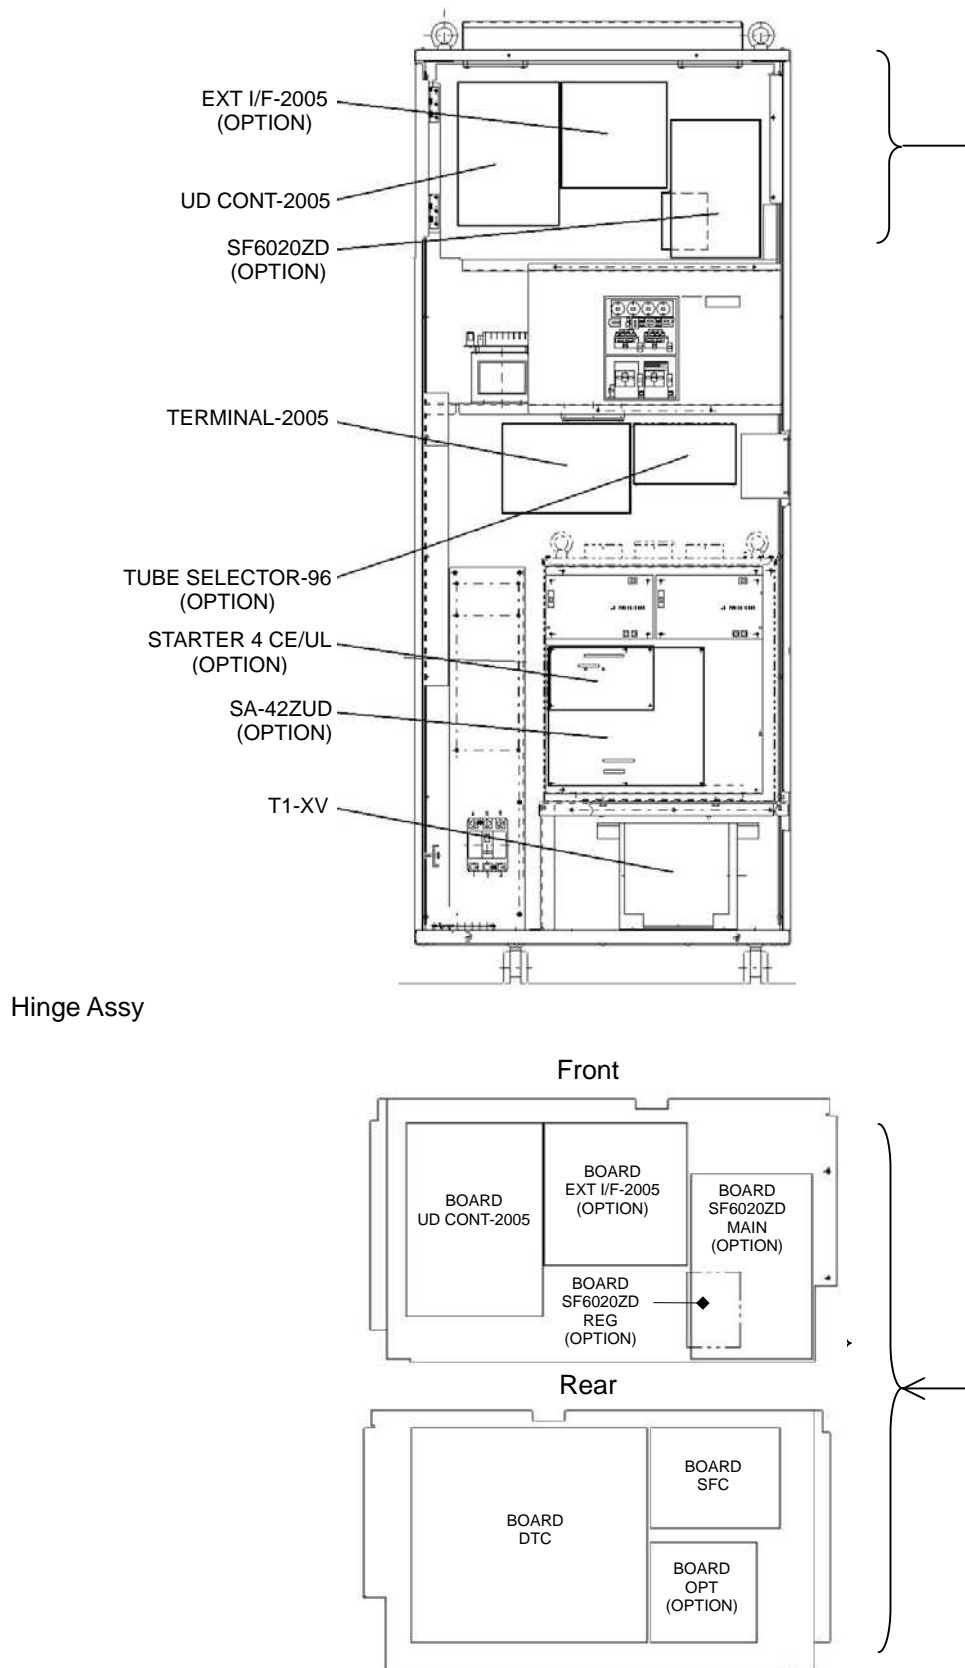 EXT I/F-2005
(OPTION)
UD CONT-2005
SF6020ZD
(OPTION)
TERMINAL-2005
TUBE SELECTOR-96
(OPTION)
STARTER 4 CE/UL
(OPTION)
SA-42ZUD
(OPTION)
T1-XV
Hinge Assy
Front
BOARD
UD CONT-2005
BOARD
EXT I/F-2005
(OPTION)
BOARD
SF6020ZD
MAIN
(OPTION)
BOARD
SF6020ZD
REG
(OPTION)
Rear
BOARD
DTC
BOARD
SFC
BOARD
OPT
(OPTION)